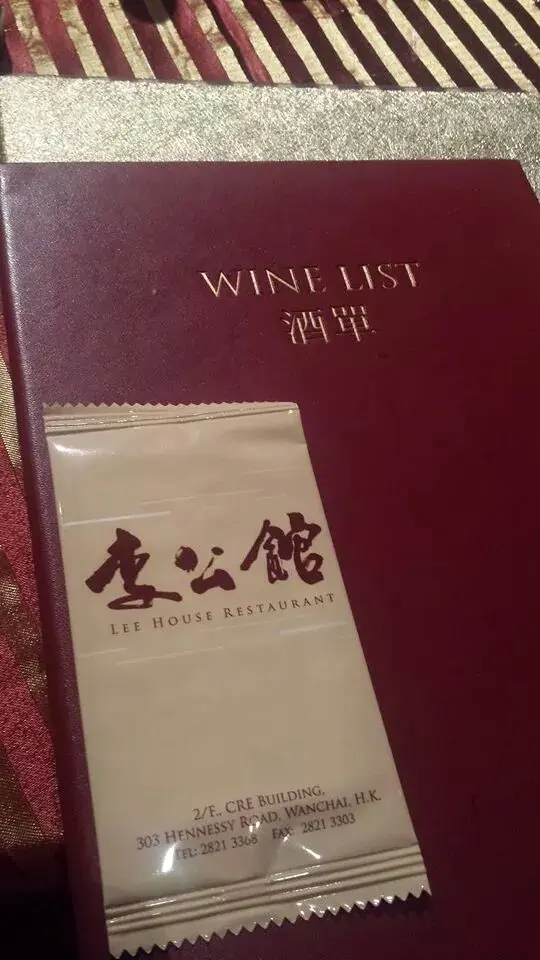 WINE LIST
酒單
李公館
LEE HOUSE RESTAURANT
2/F., CRE BUILDING,
303 HENNESSY ROAD, WANCHAI, H.K.
TEL: 2821 3368 FAX: 2821 3303